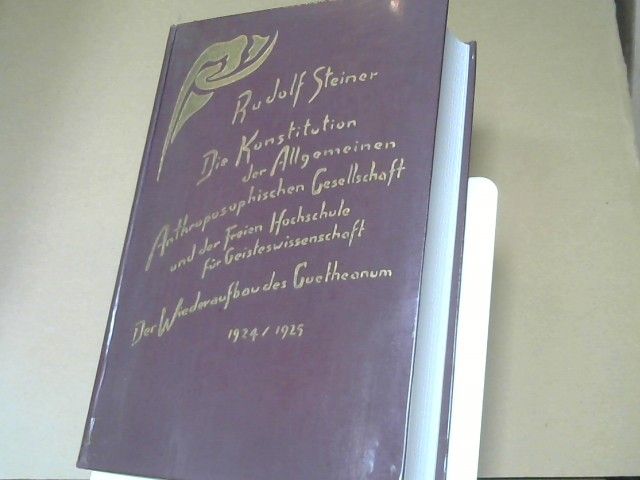 Rudolf Steiner
Die Konstitution
der Allgemeinen
Anthroposophischen Gesellschaft
und der Freien Hochschule
für Geisteswissenschaft
Der Wiederaufbau des Goetheanum
1924/1925